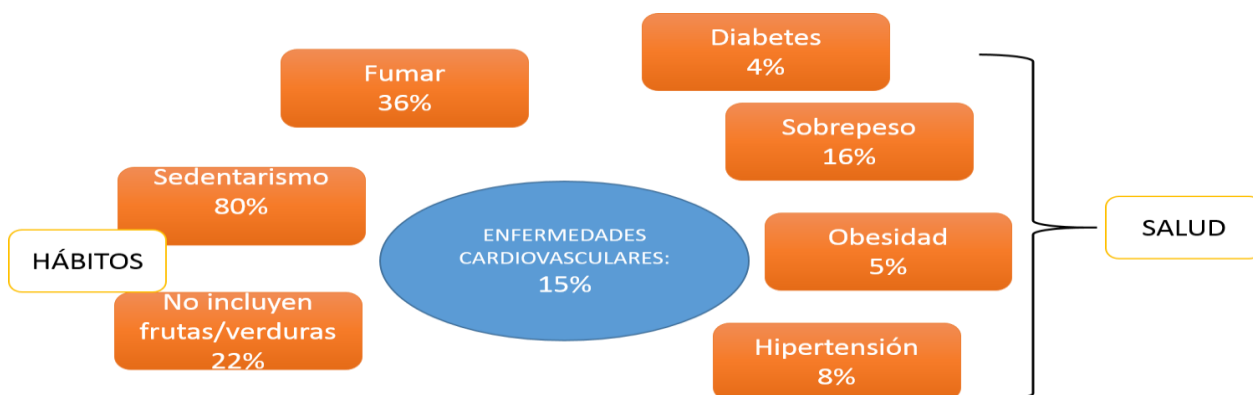 Diabetes
4%
Fumar
36%
Sobrepeso
16%
Sedentarismo
80%
HÁBITOS
ENFERMEDADES
CARDIOVASCULARES:
15%
SALUD
Obesidad
5%
No incluyen
frutas/verduras
22%
Hipertensión
8%